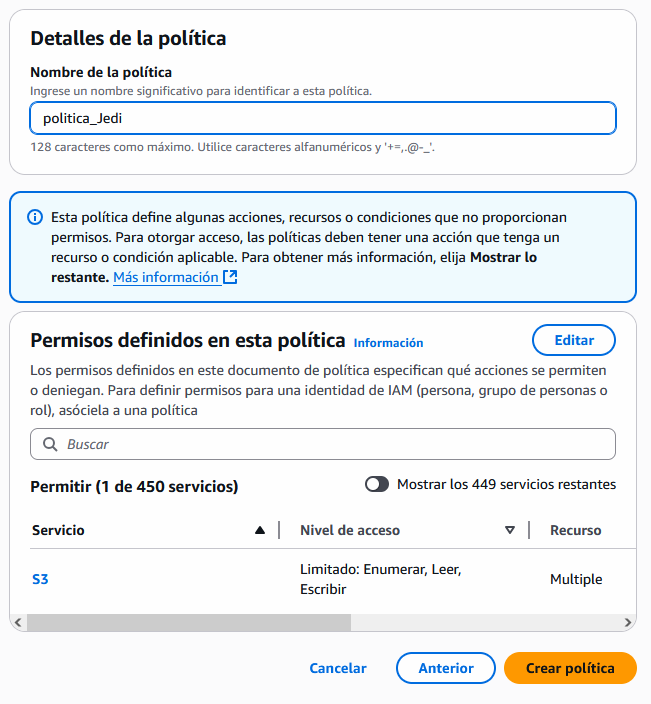 Detalles de la política
Nombre de la política
Ingrese un nombre significativo para identificar a esta política.
politica_Jedi
128 caracteres como máximo. Utilice caracteres alfanuméricos y '+=,.@-_'.
Esta política define algunas acciones, recursos o condiciones que no proporcionan
permisos. Para otorgar acceso, las políticas deben tener una acción que tenga un
recurso o condición aplicable. Para obtener más información, elija Mostrar lo
restante. Más información
Permisos definidos en esta política Información
Editar
Los permisos definidos en este documento de política especifican qué acciones se permiten
o deniegan. Para definir permisos para una identidad de IAM (persona, grupo de personas o
rol), asóciela a una política
Buscar
Permitir (1 de 450 servicios)
Mostrar los 449 servicios restantes
Servicio Nivel de acceso Recurso
S3 Limitado: Enumerar, Leer, Multiple
Escribir
Cancelar Anterior Crear política